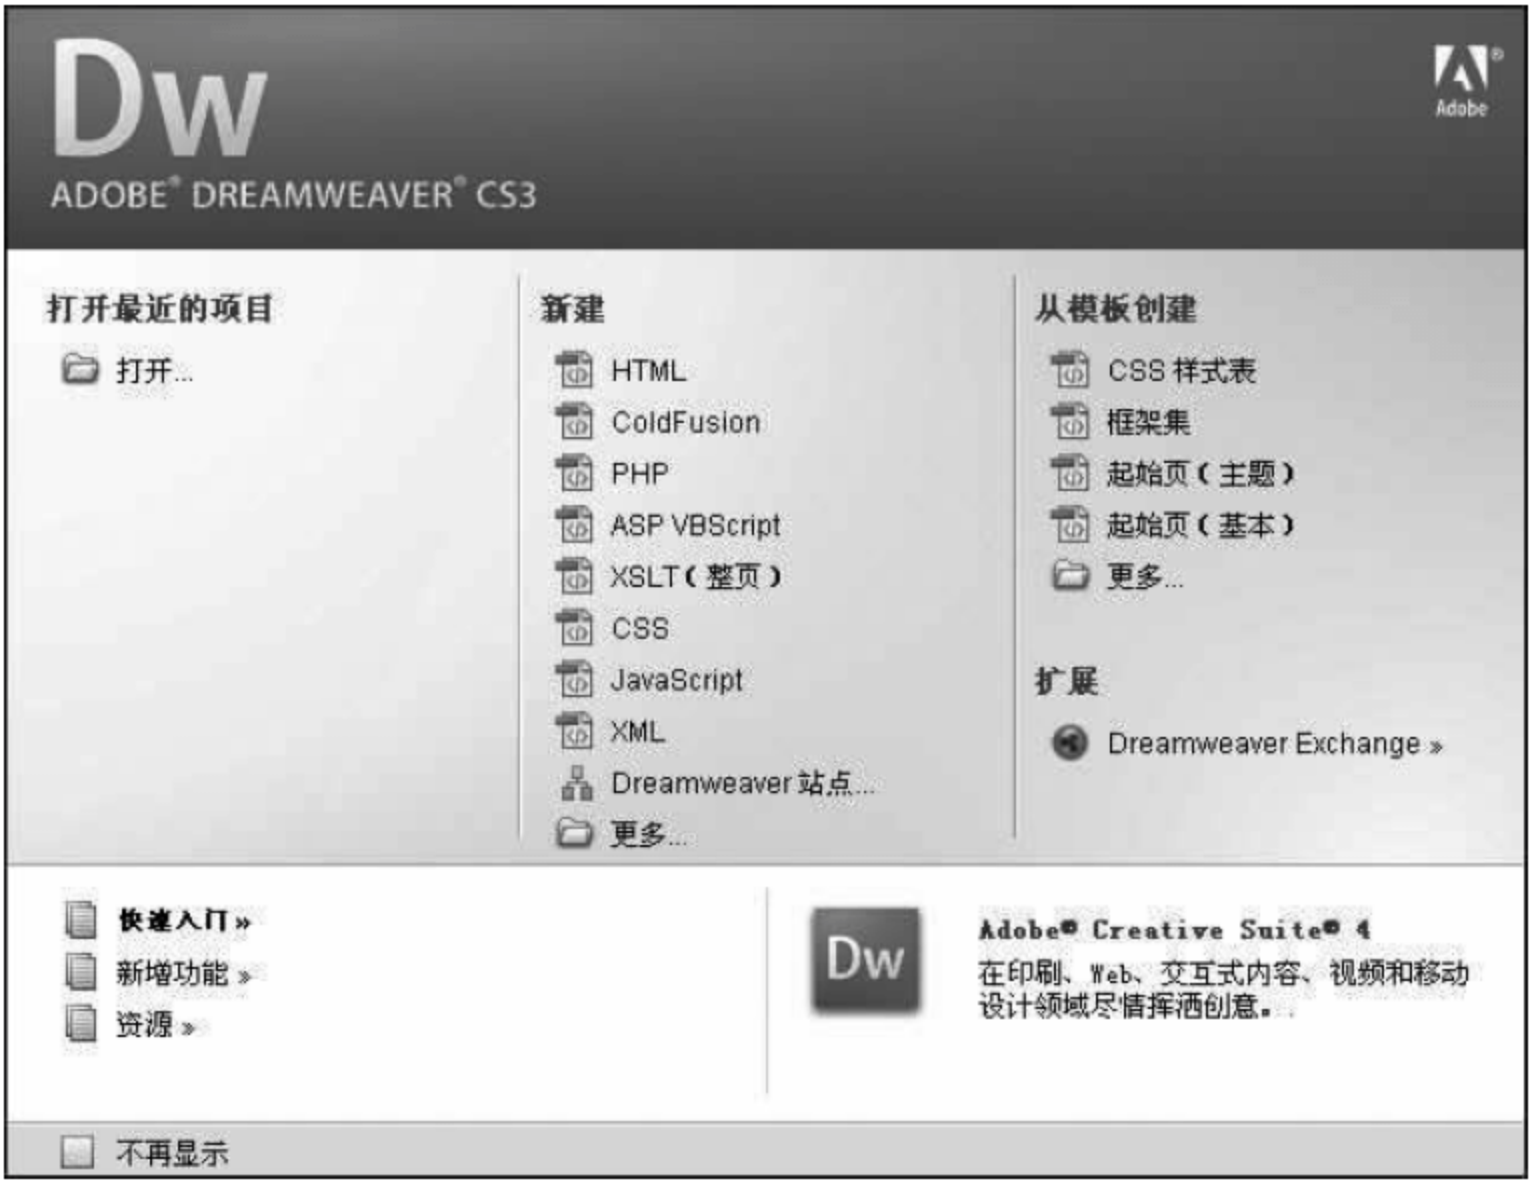 Dw
ADOBE® DREAMWEAVER® CS3
Adobe®
打开最近的项目
打开...
新建
HTML
ColdFusion
PHP
ASP VBScript
XSLT（整页）
CSS
JavaScript
XML
Dreamweaver 站点...
更多...
从模板创建
CSS 样式表
框架集
起始页（主题）
起始页（基本）
更多...
扩展
Dreamweaver Exchange »
快速入门 »
新增功能 »
资源 »
Dw
Adobe® Creative Suite® 4
在印刷、Web、交互式内容、视频和移动
设计领域尽情挥洒创意。
不再显示